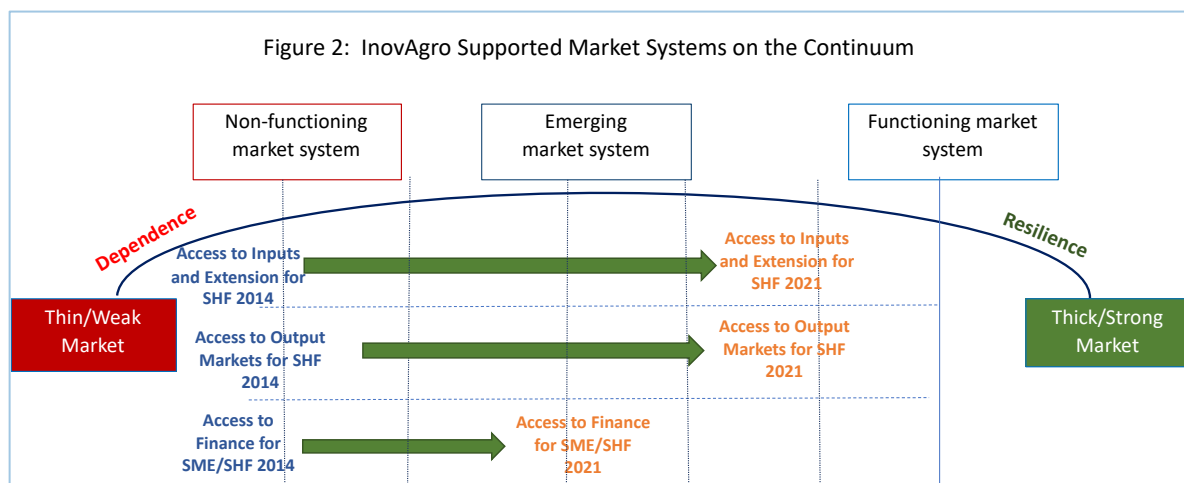 Figure 2: InovAgro Supported Market Systems on the Continuum
Non-functioning
market system
Emerging
market system
Functioning market
system
Dependence
Resilience
Thin/Weak
Market
Thick/Strong
Market
Access to Inputs
and Extension for
SHF 2014
Access to Inputs
and Extension for
SHF 2021
Access to Output
Markets for SHF
2014
Access to Output
Markets for SHF
2021
Access to
Finance for
SME/SHF 2014
Access to Finance
for SME/SHF
2021